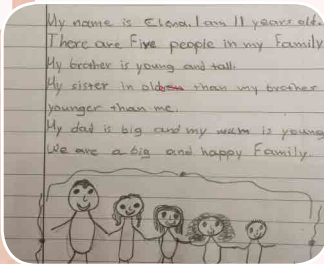 My name is Elena. I am 11 years old.
There are Five people in my Family
My brother is young and tall.
My sister in older than my brother
younger than me.
My dad is big and my mum is young
We are a big and happy Family.